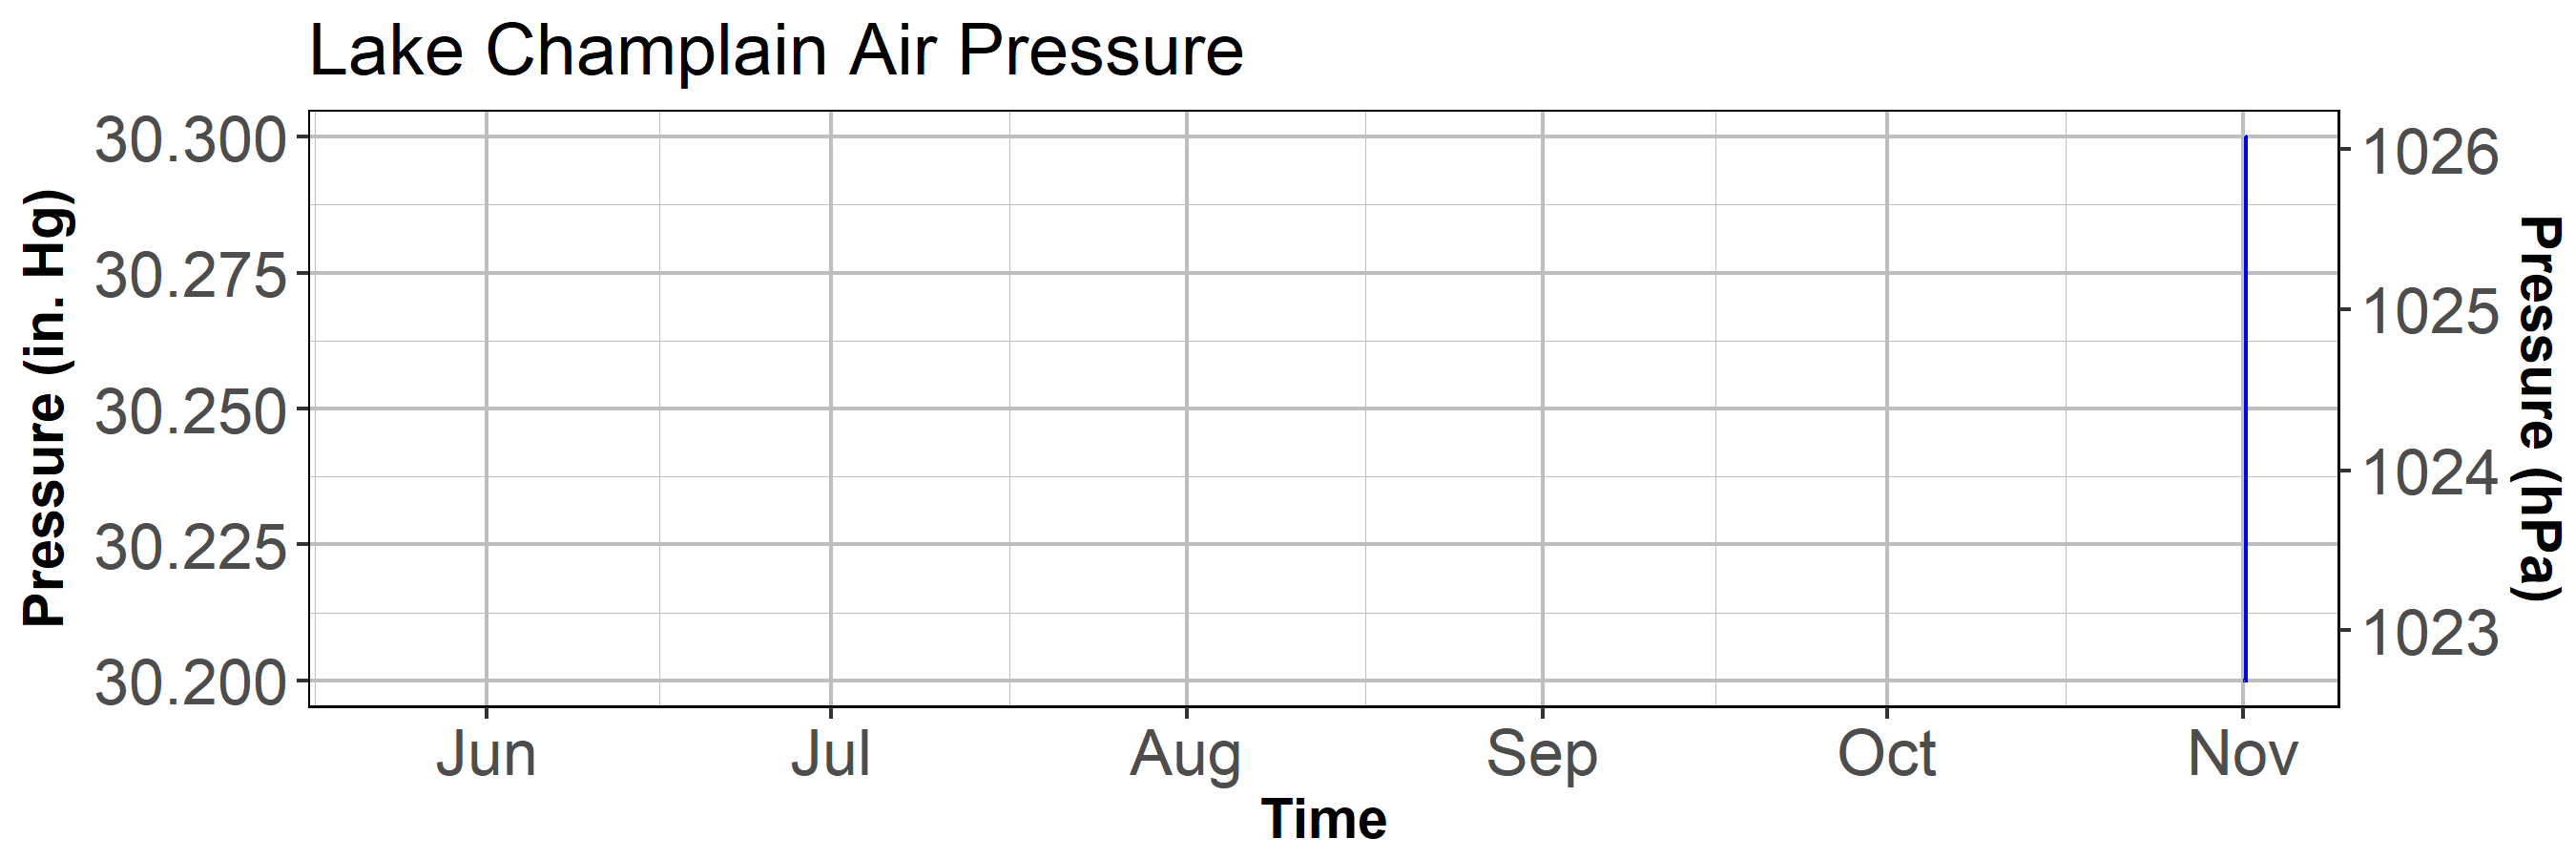 Lake Champlain Air Pressure
Pressure (in. Hg)
30.300
30.275
30.250
30.225
30.200
1026
1025
1024
1023
Pressure (hPa)
Jun Jul Aug Sep Oct Nov
Time